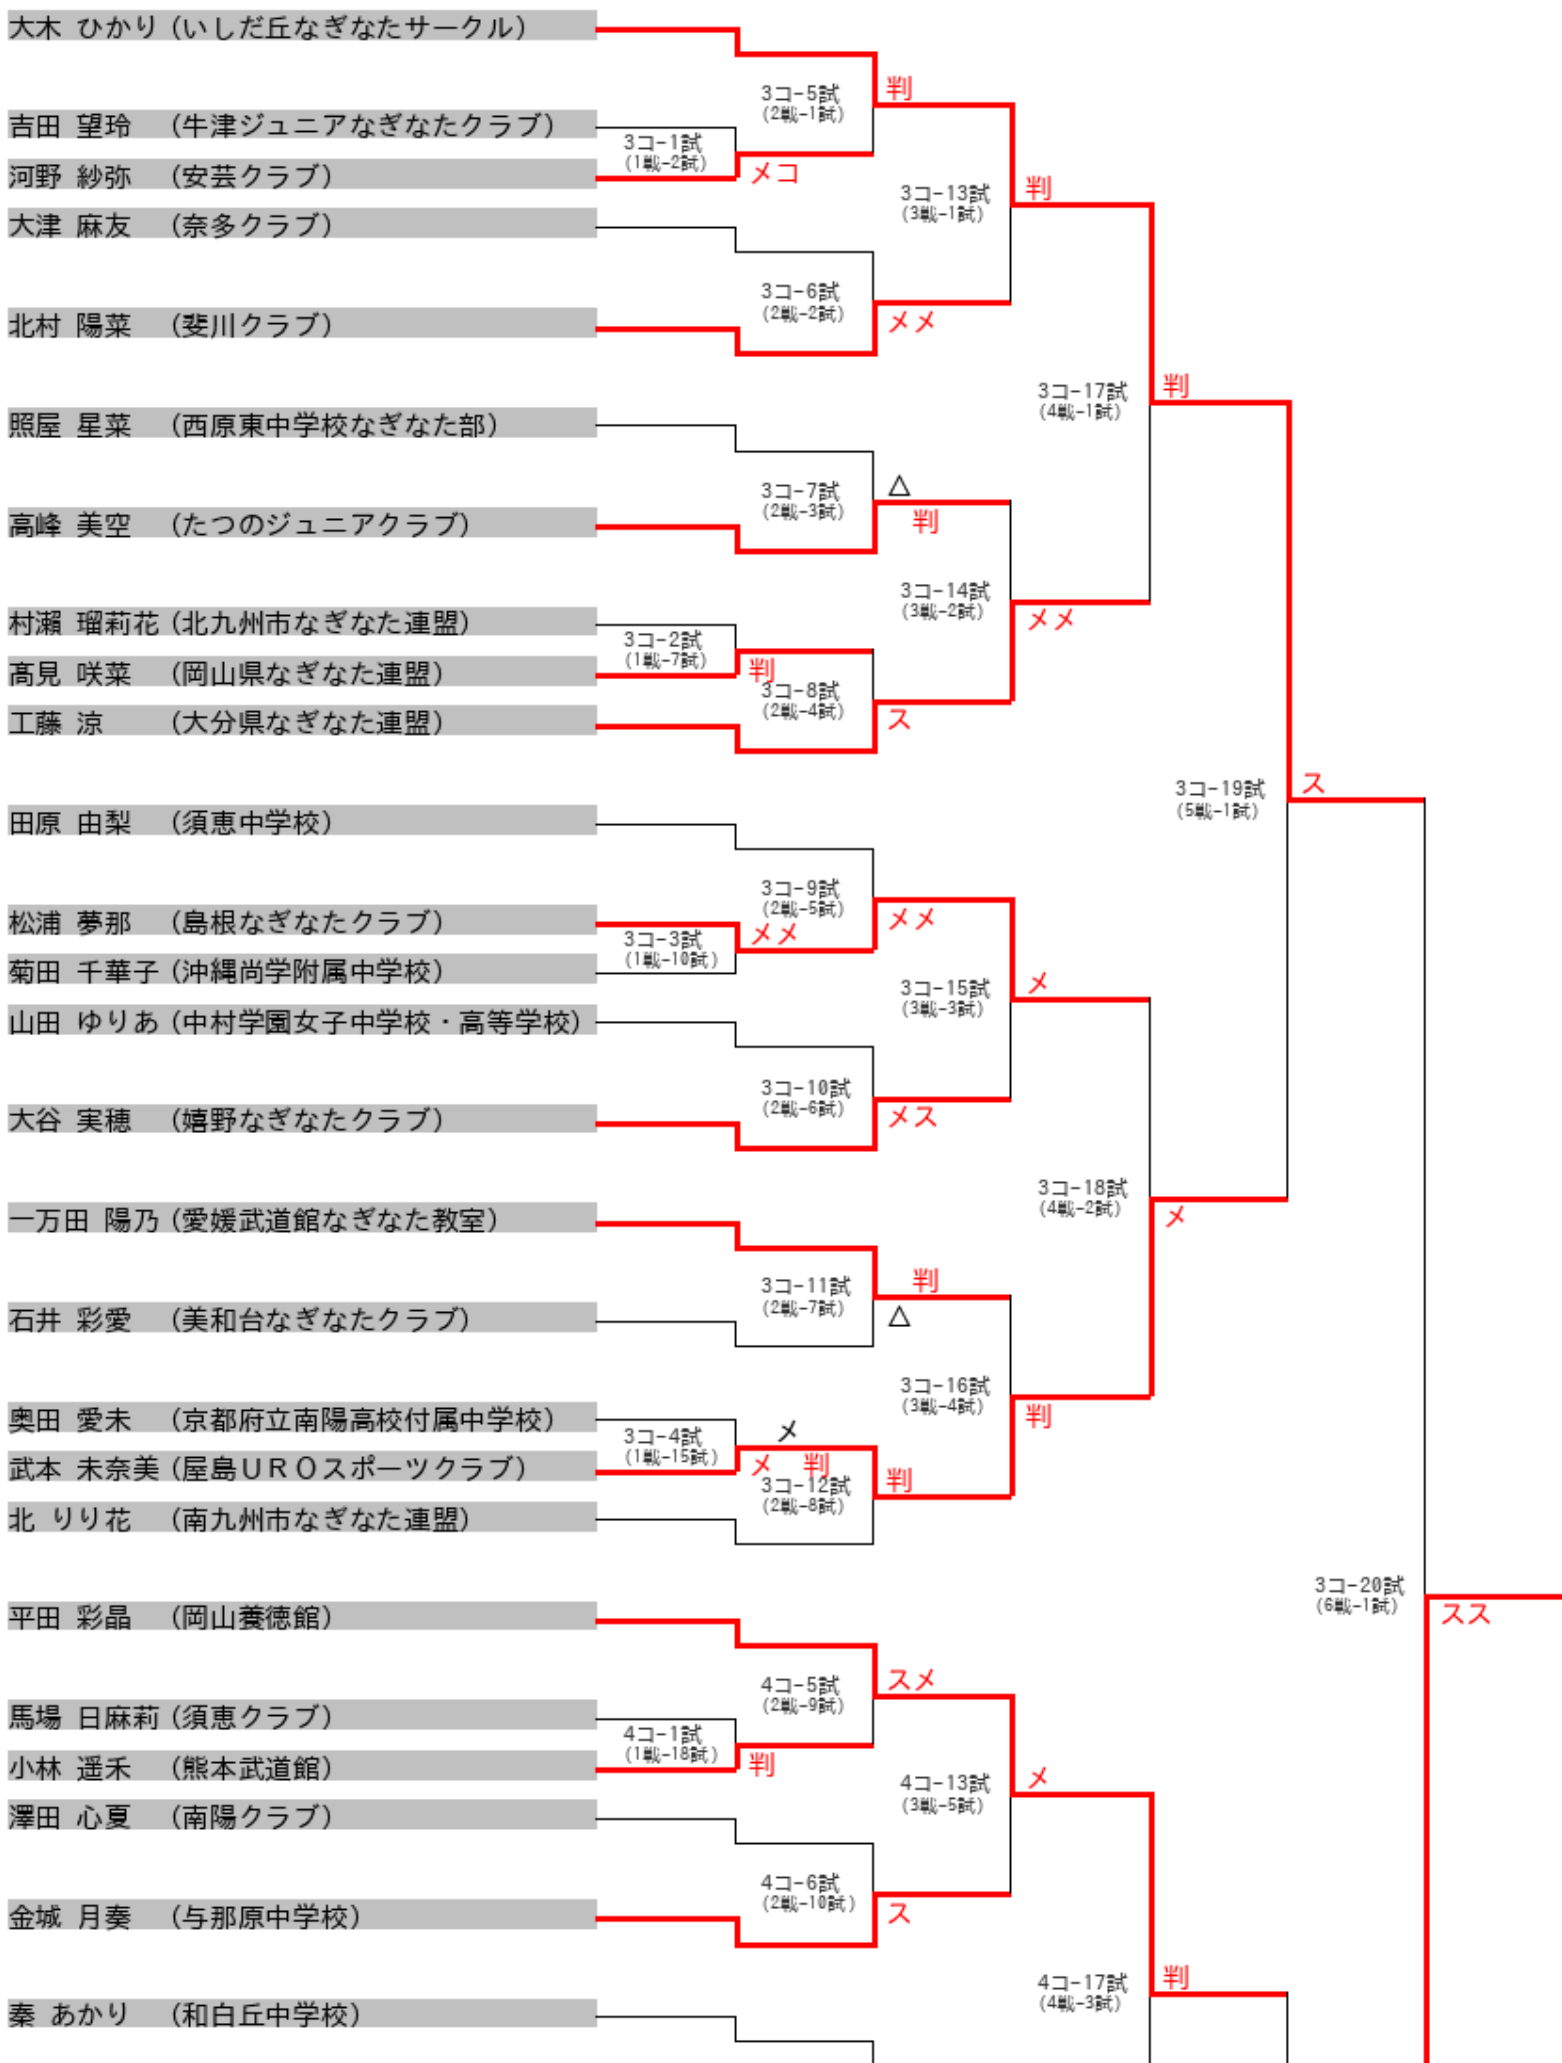 大木 ひかり (いしだ丘なぎなたサークル)
3コ-5試
(2戦-1試)
判
吉田 望玲 (牛津ジュニアなぎなたクラブ)
3コ-1試
(1戦-2試)
メコ
河野 紗弥 (安芸クラブ)
3コ-13試
(3戦-1試)
判
大津 麻友 (奈多クラブ)
3コ-6試
(2戦-2試)
メメ
北村 陽菜 (斐川クラブ)
3コ-17試
(4戦-1試)
判
照屋 星菜 (西原東中学校なぎなた部)
3コ-7試
(2戦-3試)
△
判
高峰 美空 (たつのジュニアクラブ)
3コ-14試
(3戦-2試)
メメ
村瀬 瑠莉花 (北九州市なぎなた連盟)
3コ-2試
(1戦-7試)
判
髙見 咲菜 (岡山県なぎなた連盟)
3コ-8試
(2戦-4試)
ス
工藤 涼 (大分県なぎなた連盟)
3コ-19試
(5戦-1試)
ス
田原 由梨 (須恵中学校)
3コ-9試
(2戦-5試)
メメ
松浦 夢那 (島根なぎなたクラブ)
3コ-3試
(1戦-10試)
メメ
菊田 千華子 (沖縄尚学附属中学校)
3コ-15試
(3戦-3試)
メ
山田 ゆりあ (中村学園女子中学校・高等学校)
3コ-10試
(2戦-6試)
メス
大谷 実穂 (嬉野なぎなたクラブ)
3コ-18試
(4戦-2試)
メ
一万田 陽乃 (愛媛武道館なぎなた教室)
3コ-11試
(2戦-7試)
判
△
石井 彩愛 (美和台なぎなたクラブ)
3コ-16試
(3戦-4試)
判
奥田 愛未 (京都府立南陽高校付属中学校)
3コ-4試
(1戦-15試)
メ
メ 判
武本 未奈美 (屋島UROスポーツクラブ)
3コ-12試
(2戦-8試)
判
北 りり花 (南九州市なぎなた連盟)
3コ-20試
(6戦-1試)
スス
平田 彩晶 (岡山養徳館)
4コ-5試
(2戦-9試)
スメ
馬場 日麻莉 (須恵クラブ)
4コ-1試
(1戦-18試)
判
小林 遥禾 (熊本武道館)
4コ-13試
(3戦-5試)
メ
澤田 心夏 (南陽クラブ)
4コ-6試
(2戦-10試)
ス
金城 月奏 (与那原中学校)
4コ-17試
(4戦-3試)
判
秦 あかり (和白丘中学校)